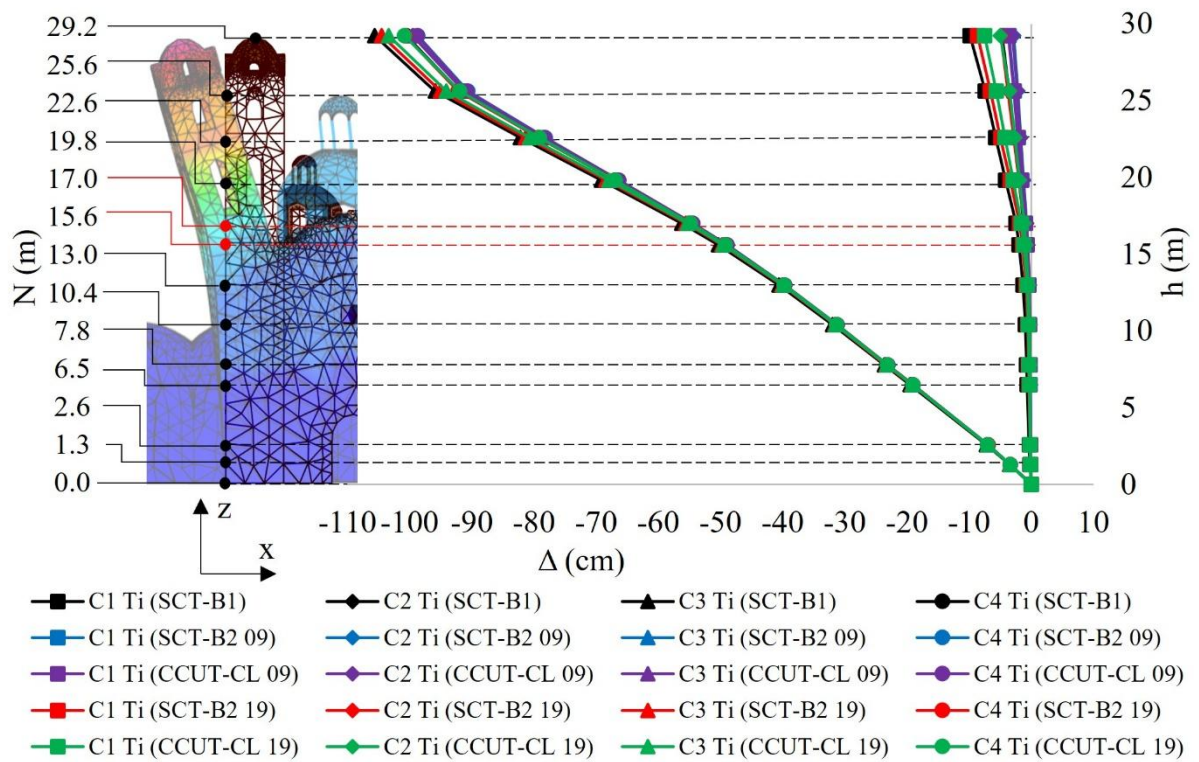 29.2
25.6
22.6
19.8
17.0
15.6
13.0
10.4
7.8
6.5
2.6
1.3
0.0
N (m)
z
x
30
25
20
15
10
5
0
h (m)
-110 -100 -90 -80 -70 -60 -50 -40 -30 -20 -10 0 10
Δ (cm)
C1 Ti (SCT-B1) C2 Ti (SCT-B1) C3 Ti (SCT-B1) C4 Ti (SCT-B1)
C1 Ti (SCT-B2 09) C2 Ti (SCT-B2 09) C3 Ti (SCT-B2 09) C4 Ti (SCT-B2 09)
C1 Ti (CCUT-CL 09) C2 Ti (CCUT-CL 09) C3 Ti (CCUT-CL 09) C4 Ti (CCUT-CL 09)
C1 Ti (SCT-B2 19) C2 Ti (SCT-B2 19) C3 Ti (SCT-B2 19) C4 Ti (SCT-B2 19)
C1 Ti (CCUT-CL 19) C2 Ti (CCUT-CL 19) C3 Ti (CCUT-CL 19) C4 Ti (CCUT-CL 19)